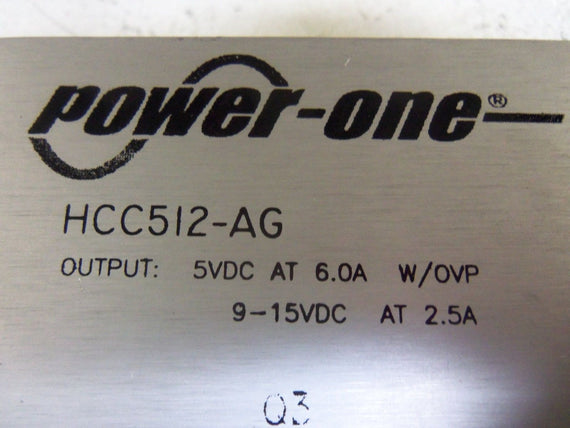 power-one®
HCC512-AG
OUTPUT: 5VDC AT 6.0A W/OVP
9-15VDC AT 2.5A
Q3